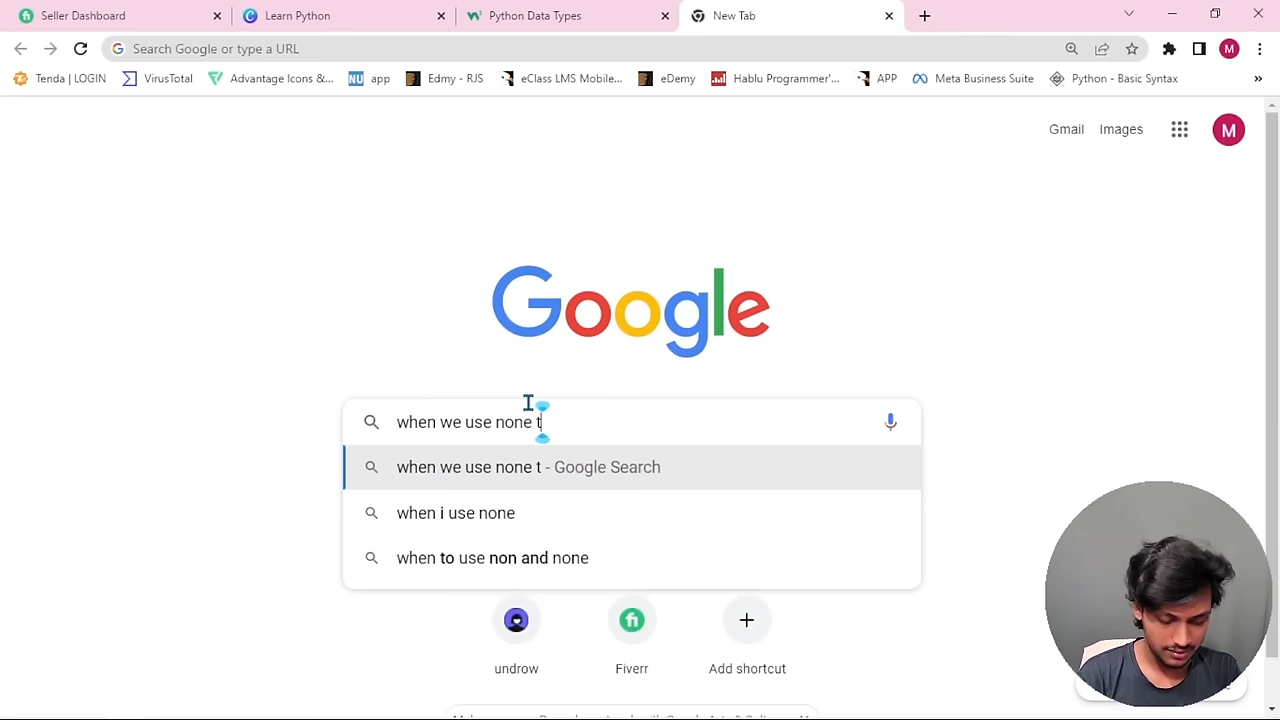 Seller Dashboard
Learn Python
Python Data Types
New Tab
Search Google or type a URL
M
Tenda | LOGIN
VirusTotal
Advantage Icons &...
NU app
Edmy - RJS
eClass LMS Mobile...
eDemy
Hablu Programmer'...
APP
Meta Business Suite
Python - Basic Syntax
»
Gmail
Images
M
Google
when we use none t
when we use none t - Google Search
when i use none
when to use non and none
fi
undrow
Fiverr
Add shortcut